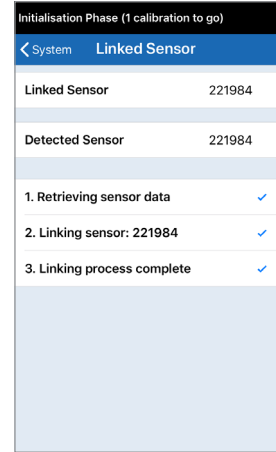 Initialisation Phase (1 calibration to go)
System Linked Sensor
Linked Sensor 221984
Detected Sensor 221984
1. Retrieving sensor data
2. Linking sensor: 221984
3. Linking process complete